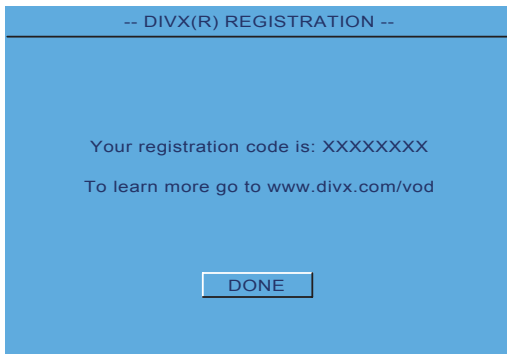 -- DIVX(R) REGISTRATION --
Your registration code is: XXXXXXXX
To learn more go to www.divx.com/vod
DONE